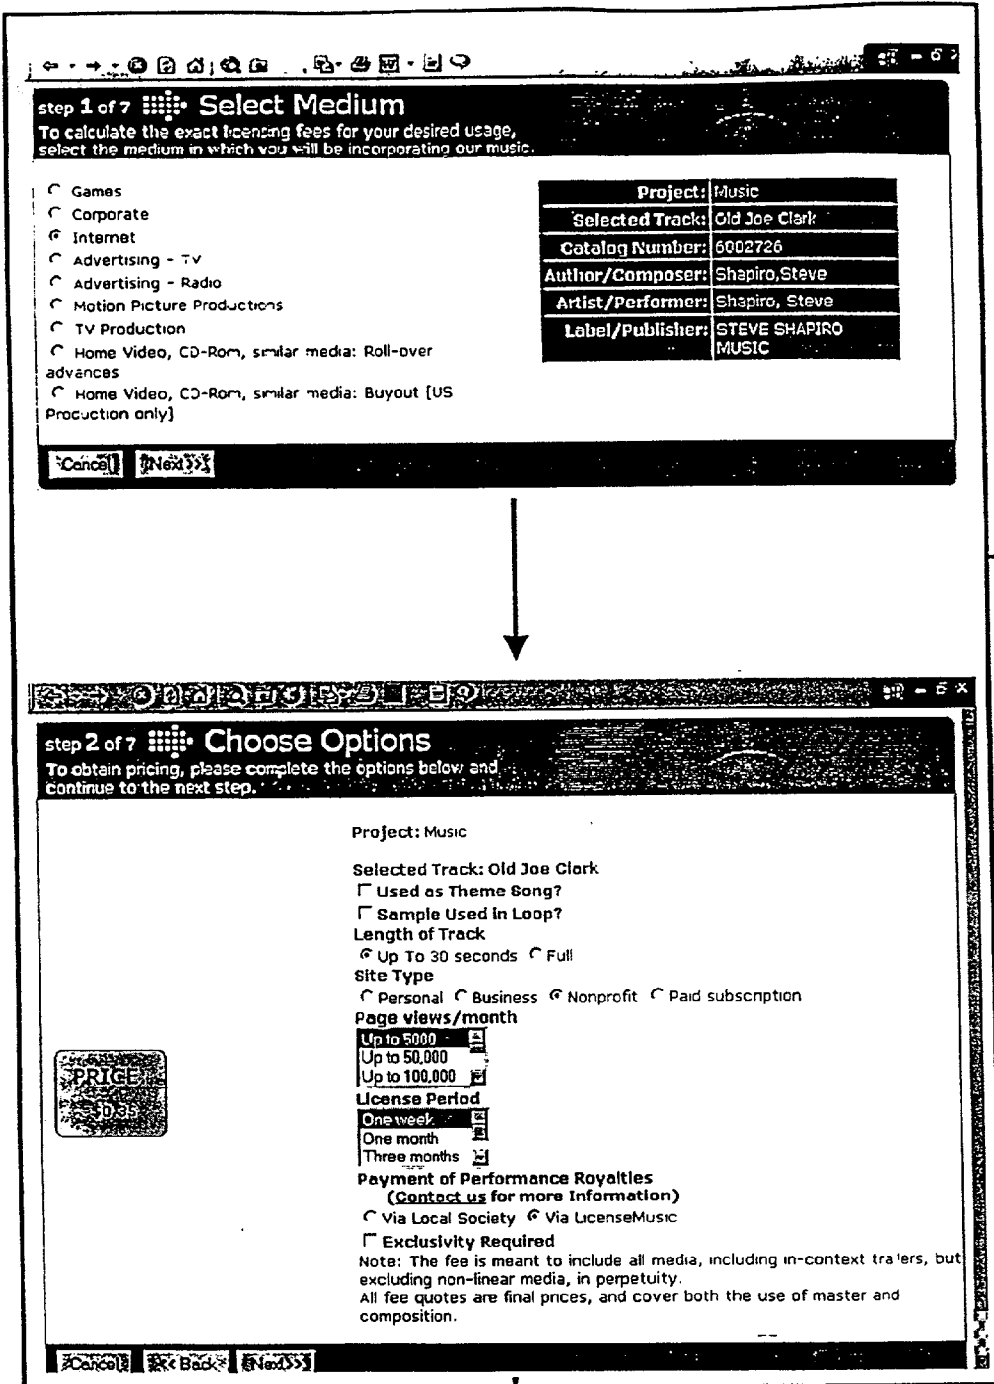 step 1 of 7 Select Medium
To calculate the exact licensing fees for your desired usage,
select the medium in which you will be incorporating our music.
Games
Corporate
Internet
Advertising - TV
Advertising - Radio
Motion Picture Productions
TV Production
Home Video, CD-Rom, similar media: Roll-over
advances
Home Video, CD-Rom, similar media: Buyout [US
Production only]
Project: Music
Selected Track: Old Joe Clark
Catalog Number: 6002726
Author/Composer: Shapiro,Steve
Artist/Performer: Shapiro, Steve
Label/Publisher: STEVE SHAPIRO
MUSIC
Cancel Next>>
step 2 of 7 Choose Options
To obtain pricing, please complete the options below and
continue to the next step.
Project: Music
Selected Track: Old Joe Clark
Used as Theme Song?
Sample Used in Loop?
Length of Track
Up To 30 seconds Full
Site Type
Personal Business Nonprofit Paid subscription
Page views/month
Up to 5000
Up to 50,000
Up to 100,000
PRICE
$0.35
License Period
One week
One month
Three months
Payment of Performance Royalties
(Contact us for more Information)
Via Local Society Via LicenseMusic
Exclusivity Required
Note: The fee is meant to include all media, including in-context trailers, but
excluding non-linear media, in perpetuity.
All fee quotes are final prices, and cover both the use of master and
composition.
Cancel << Back Next>>